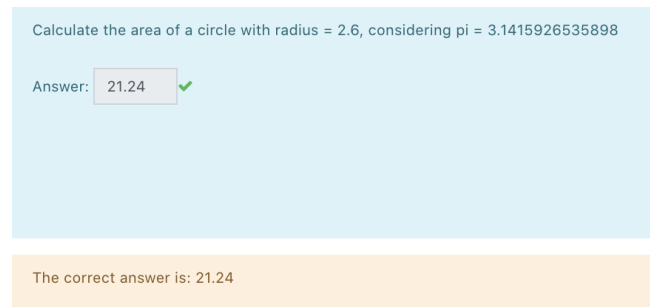 Calculate the area of a circle with radius = 2.6, considering pi = 3.1415926535898
Answer: 21.24
The correct answer is: 21.24